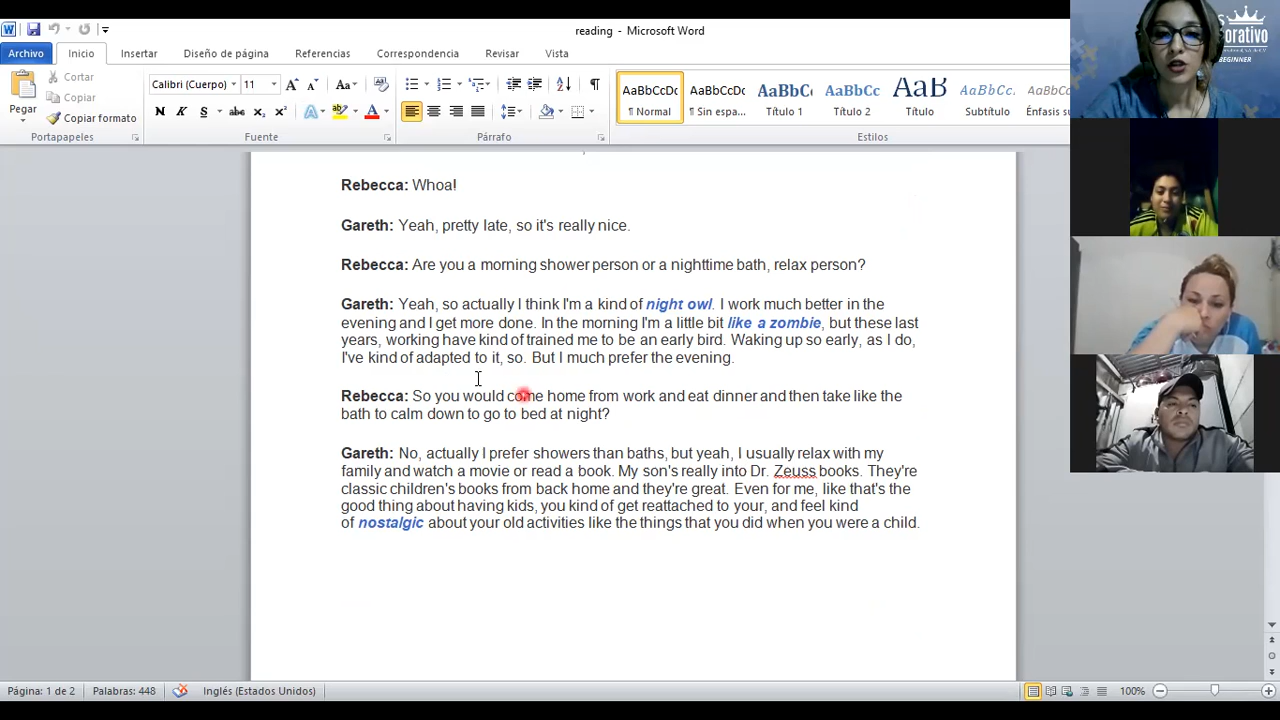 reading - Microsoft Word
Archivo Inicio Insertar Diseño de página Referencias Correspondencia Revisar Vista
Cortar
Copiar
Copiar formato
Pegar
Portapapeles
Calibri (Cuerpo) 11
N K S abc x₂ x²
Fuente
Párrafo
AaBbCcDc AaBbCcDc AaBbC AaBbCc AaB AaBbCc AaBbCcDc
¶ Normal ¶ Sin espa... Título 1 Título 2 Título Subtítulo Énfasis su
Estilos
orativo
BEGINNER
Rebecca: Whoa!
Gareth: Yeah, pretty late, so it's really nice.
Rebecca: Are you a morning shower person or a nighttime bath, relax person?
Gareth: Yeah, so actually I think I'm a kind of night owl. I work much better in the
evening and I get more done. In the morning I'm a little bit like a zombie, but these last
years, working have kind of trained me to be an early bird. Waking up so early, as I do,
I've kind of adapted to it, so. But I much prefer the evening.
Rebecca: So you would come home from work and eat dinner and then take like the
bath to calm down to go to bed at night?
Gareth: No, actually I prefer showers than baths, but yeah, I usually relax with my
family and watch a movie or read a book. My son's really into Dr. Zeuss books. They're
classic children's books from back home and they're great. Even for me, like that's the
good thing about having kids, you kind of get reattached to your, and feel kind
of nostalgic about your old activities like the things that you did when you were a child.
Página: 1 de 2 Palabras: 448 Inglés (Estados Unidos) 100%